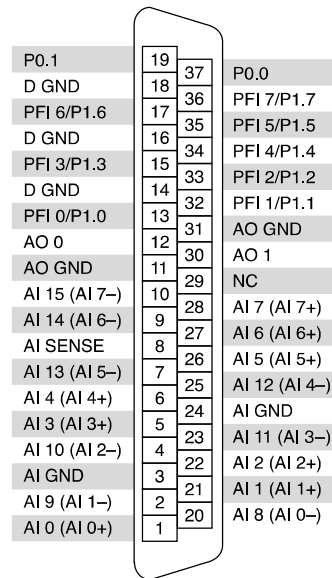 P0.1 19
37 P0.0
D GND 18
36 PFI 7/P1.7
PFI 6/P1.6 17
35 PFI 5/P1.5
D GND 16
34 PFI 4/P1.4
PFI 3/P1.3 15
33 PFI 2/P1.2
D GND 14
32 PFI 1/P1.1
PFI 0/P1.0 13
31 AO GND
AO 0 12
30 AO 1
AO GND 11
29 NC
AI 15 (AI 7–) 10
28 AI 7 (AI 7+)
AI 14 (AI 6–) 9
27 AI 6 (AI 6+)
AI SENSE 8
26 AI 5 (AI 5+)
AI 13 (AI 5–) 7
25 AI 12 (AI 4–)
AI 4 (AI 4+) 6
24 AI GND
AI 3 (AI 3+) 5
23 AI 11 (AI 3–)
AI 10 (AI 2–) 4
22 AI 2 (AI 2+)
AI GND 3
21 AI 1 (AI 1+)
AI 9 (AI 1–) 2
20 AI 8 (AI 0–)
AI 0 (AI 0+) 1